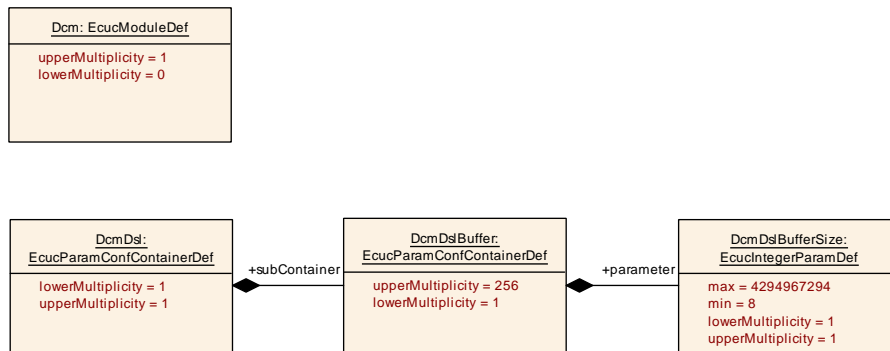 Dcm: EcucModuleDef
upperMultiplicity = 1
lowerMultiplicity = 0
DcmDsl:
EcucParamConfContainerDef
lowerMultiplicity = 1
upperMultiplicity = 1
+subContainer
DcmDslBuffer:
EcucParamConfContainerDef
upperMultiplicity = 256
lowerMultiplicity = 1
+parameter
DcmDslBufferSize:
EcucIntegerParamDef
max = 4294967294
min = 8
lowerMultiplicity = 1
upperMultiplicity = 1